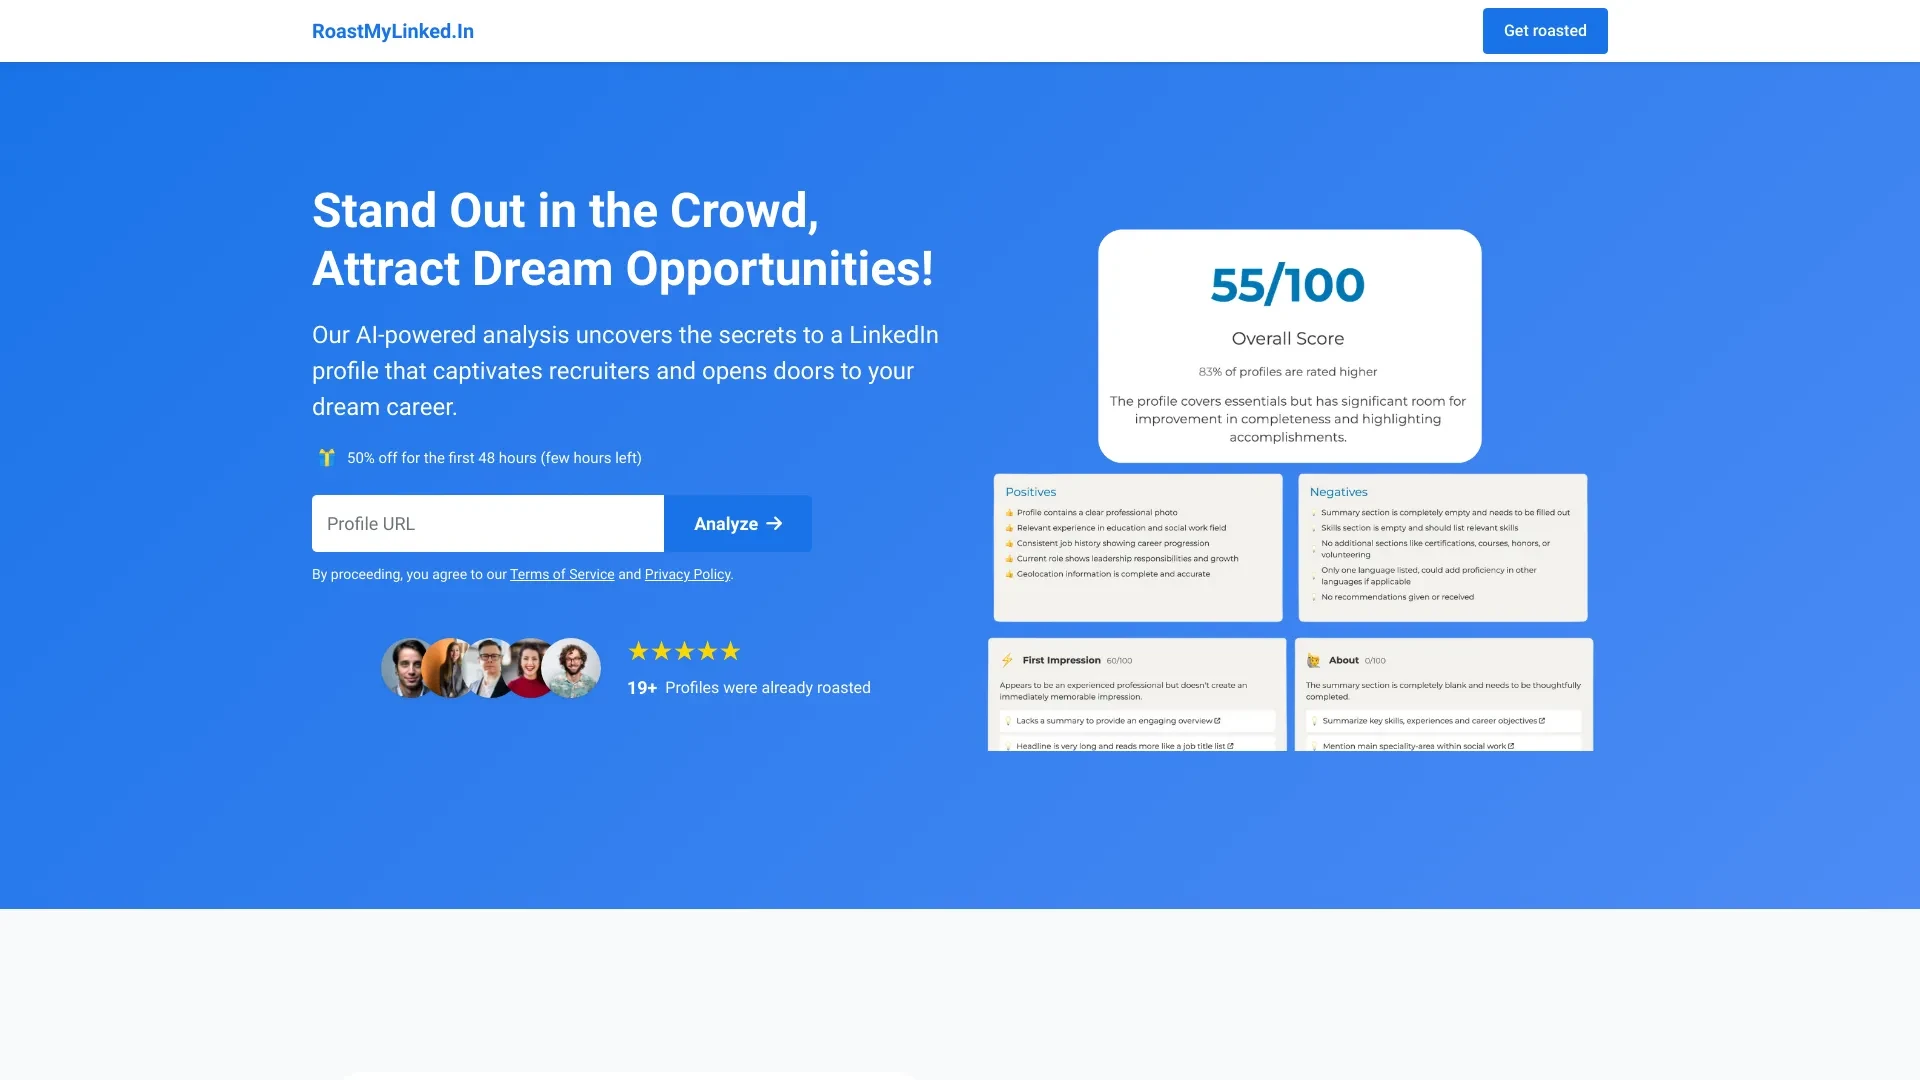 RoastMyLinked.In
Get roasted
Stand Out in the Crowd,
Attract Dream Opportunities!
Our AI-powered analysis uncovers the secrets to a LinkedIn
profile that captivates recruiters and opens doors to your
dream career.
50% off for the first 48 hours (few hours left)
Profile URL
Analyze →
By proceeding, you agree to our Terms of Service and Privacy Policy.
★★★★★
19+ Profiles were already roasted
55/100
Overall Score
83% of profiles are rated higher
The profile covers essentials but has significant room for
improvement in completeness and highlighting
accomplishments.
Positives
Profile contains a clear professional photo
Relevant experience in education and social work field
Consistent job history showing career progression
Current role shows leadership responsibilities and growth
Geolocation information is complete and accurate
Negatives
Summary section is completely empty and needs to be filled out
Skills section is empty and should list relevant skills
No additional sections like certifications, courses, honors, or
volunteering
Only one language listed, could add proficiency in other
languages if applicable
No recommendations given or received
First Impression 60/100
Appears to be an experienced professional but doesn't create an
immediately memorable impression.
Lacks a summary to provide an engaging overview
Headline is very long and reads more like a job title list
About 0/100
The summary section is completely blank and needs to be thoughtfully
completed.
Summarize key skills, experiences and career objectives
Mention main speciality-area within social work